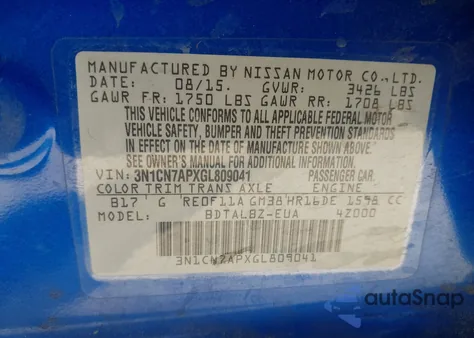 MANUFACTURED BY NISSAN MOTOR CO., LTD.
DATE: 08/15. GVWR: 3426 LBS
GAWR FR: 1750 LBS GAWR RR: 1708 LBS
THIS VEHICLE CONFORMS TO ALL APPLICABLE FEDERAL MOTOR
VEHICLE SAFETY, BUMPER AND THEFT PREVENTION STANDARDS
IN EFFECT ON THE DATE OF MANUFACTURE SHOWN ABOVE.
SEE OWNER'S MANUAL FOR ADDITIONAL INFORMATION.
VIN: 3N1CN7APXGL809041 PASSENGER CAR.
COLOR TRIM TRANS AXLE ENGINE
B17 G RE0F11A GM38 HR16DE 1598 CC
MODEL: BDTALBZ-EUA 4Z000
3N1CN7APXGL809041
autoSnap